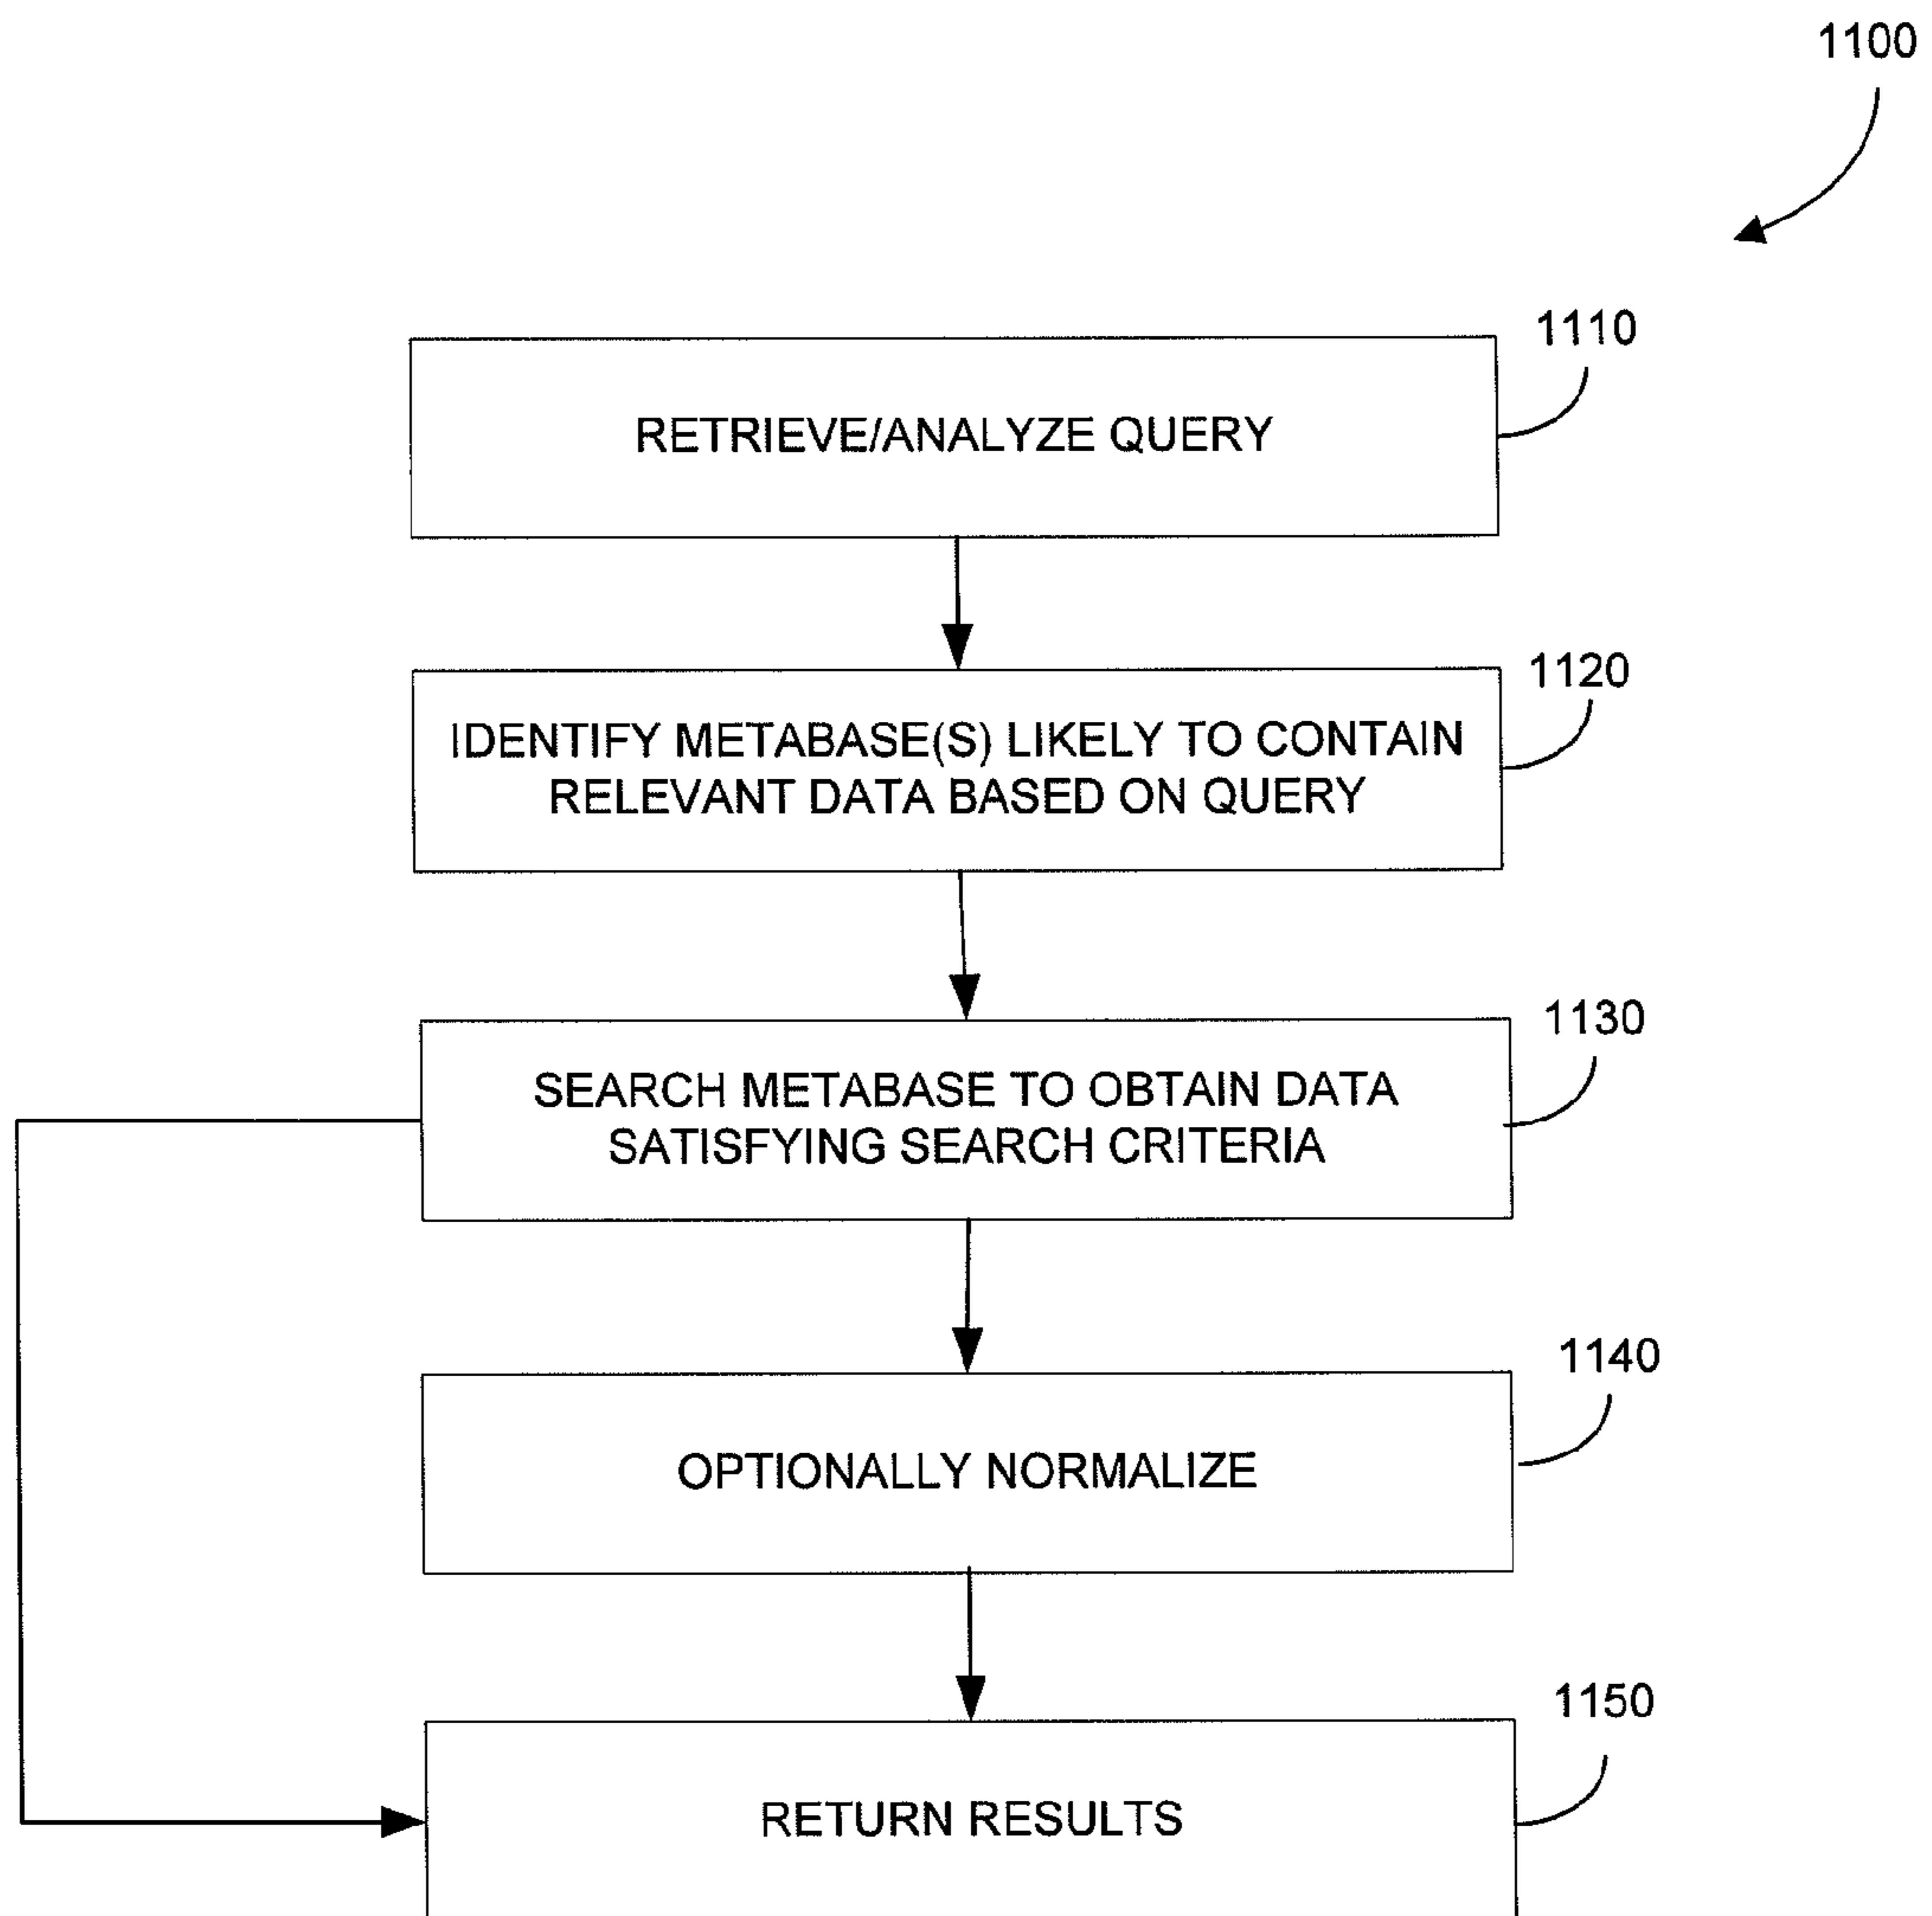 1100
1110
RETRIEVE/ANALYZE QUERY
1120
IDENTIFY METABASE(S) LIKELY TO CONTAIN
RELEVANT DATA BASED ON QUERY
1130
SEARCH METABASE TO OBTAIN DATA
SATISFYING SEARCH CRITERIA
1140
OPTIONALLY NORMALIZE
1150
RETURN RESULTS